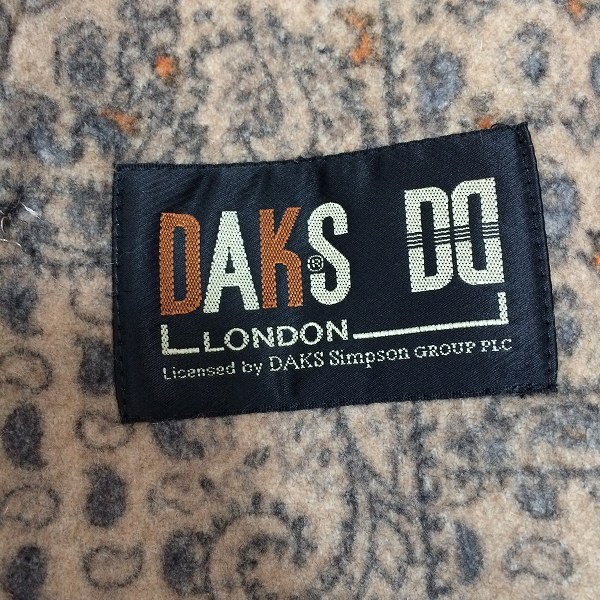 DAKS® DD
LONDON
Licensed by DAKS Simpson GROUP PLC